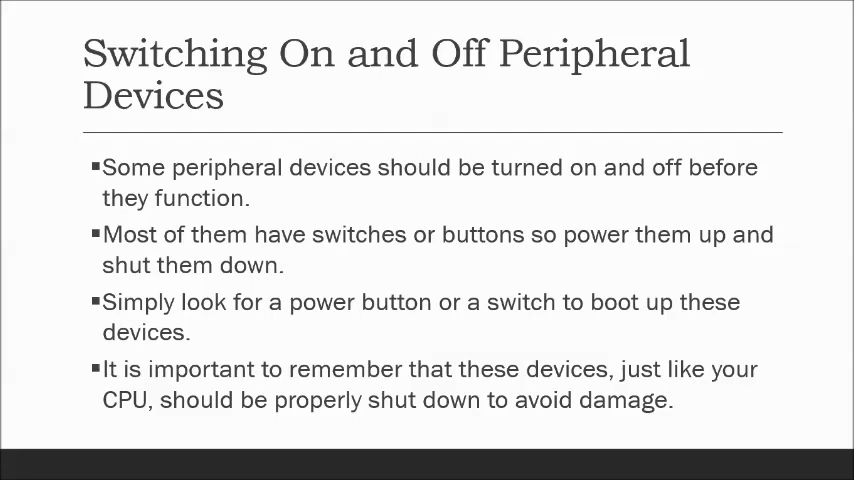 Switching On and Off Peripheral
Devices
▪Some peripheral devices should be turned on and off before
they function.
▪Most of them have switches or buttons so power them up and
shut them down.
▪Simply look for a power button or a switch to boot up these
devices.
▪It is important to remember that these devices, just like your
CPU, should be properly shut down to avoid damage.